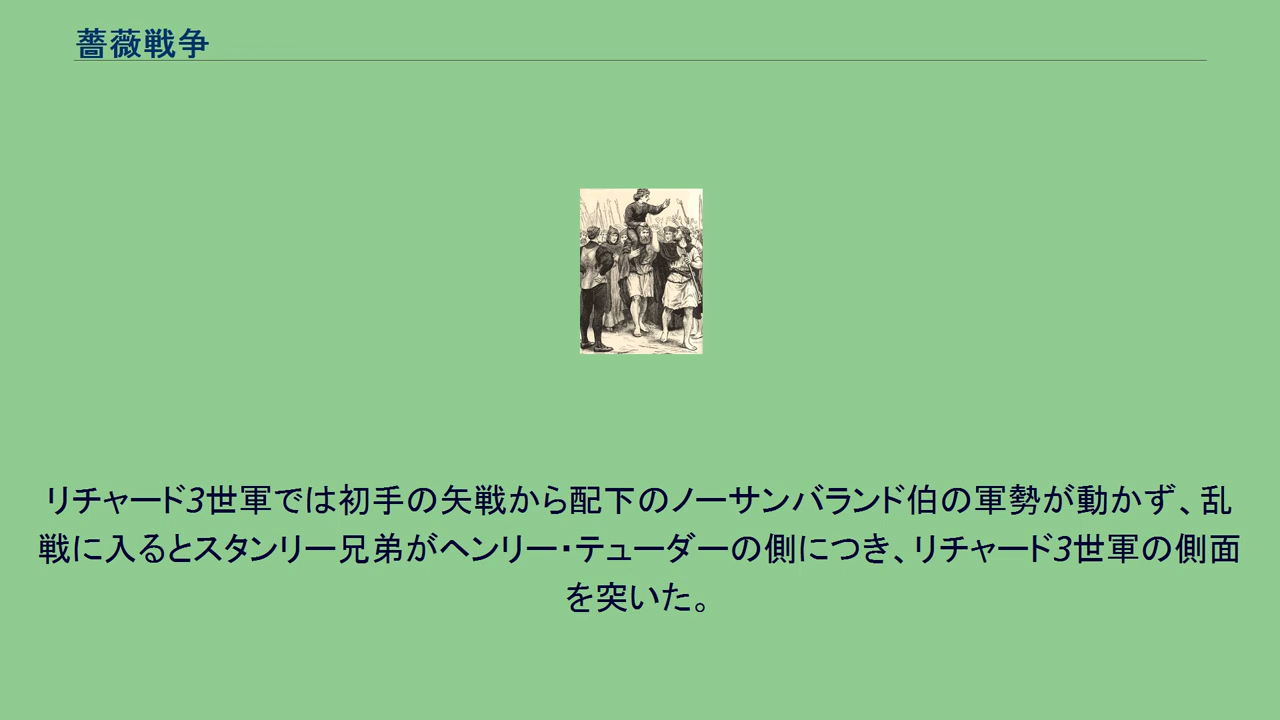 薔薇戦争
リチャード3世軍では初手の矢戦から配下のノーサンバランド伯の軍勢が動かず、乱
戦に入るとスタンリー兄弟がヘンリー・テューダーの側につき、リチャード3世軍の側面
を突いた。